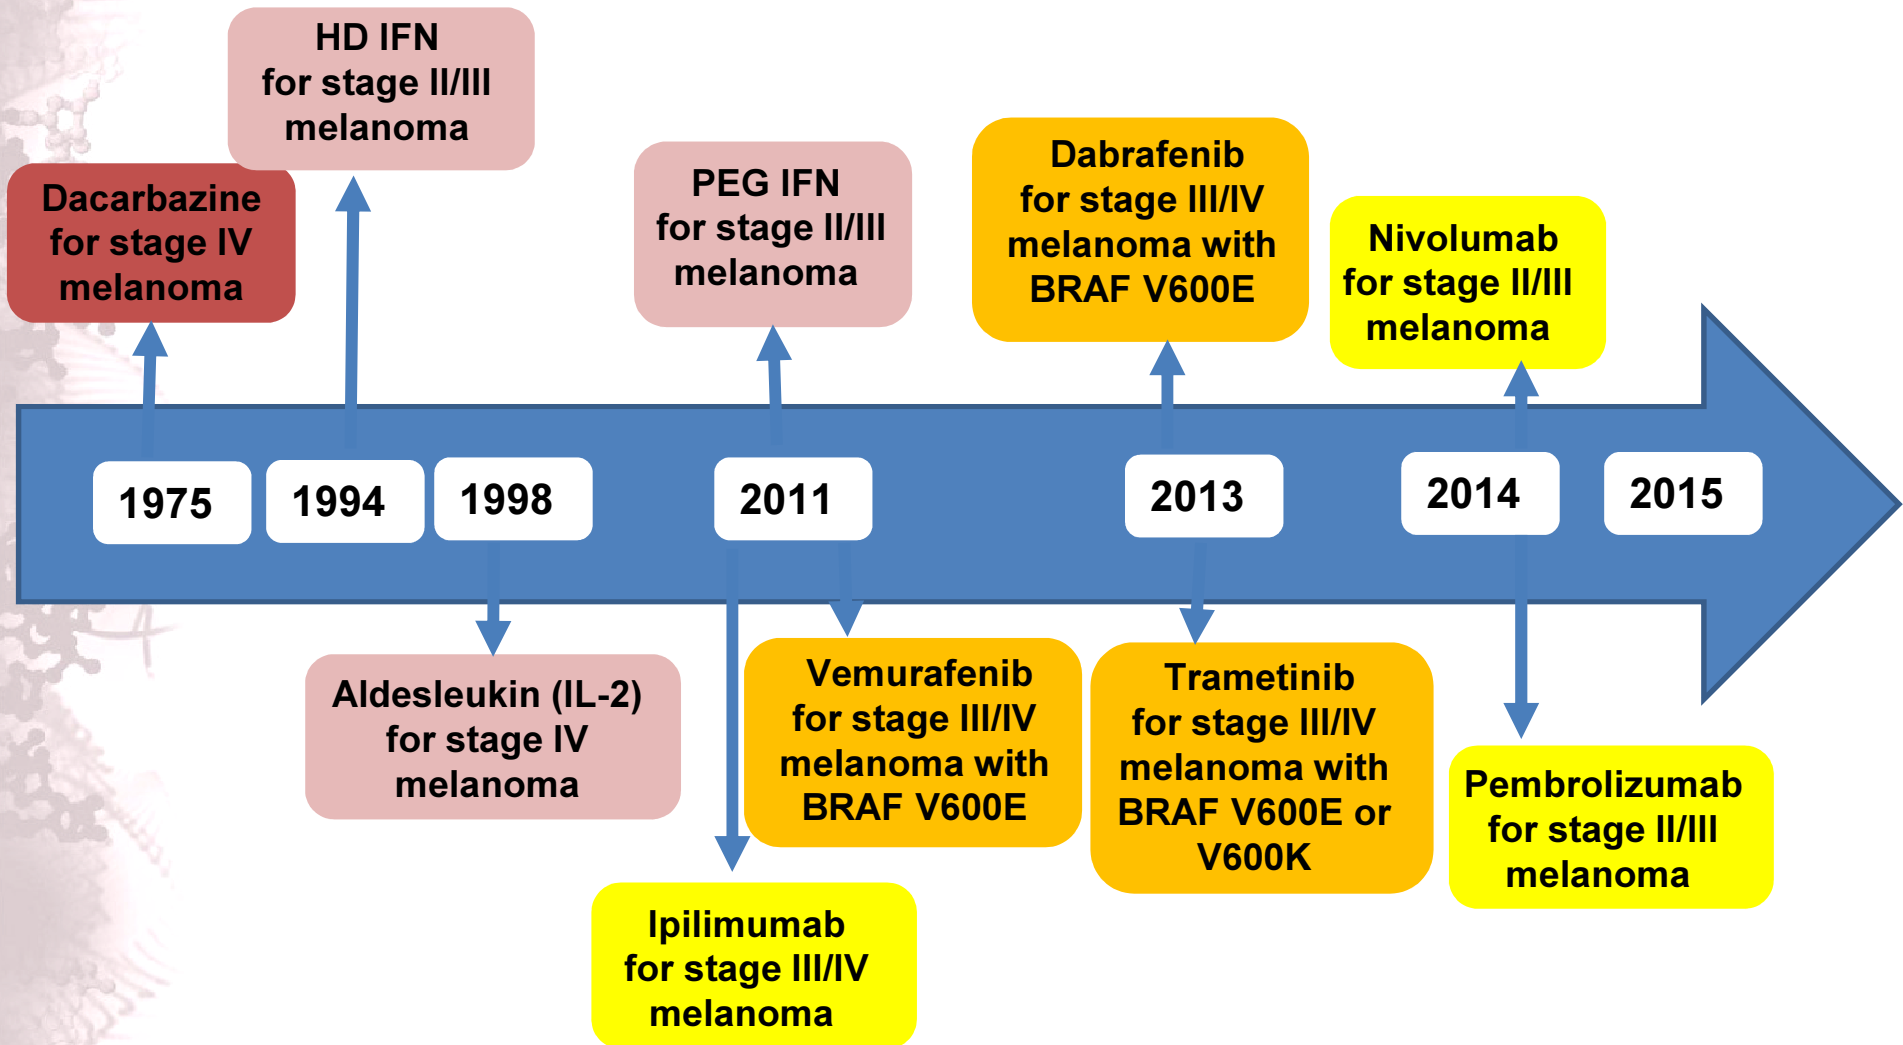 HD IFN
for stage II/III
melanoma
Dacarbazine
for stage IV
melanoma
PEG IFN
for stage II/III
melanoma
Dabrafenib
for stage III/IV
melanoma with
BRAF V600E
Nivolumab
for stage II/III
melanoma
1975
1994
1998
2011
2013
2014
2015
Aldesleukin (IL-2)
for stage IV
melanoma
Vemurafenib
for stage III/IV
melanoma with
BRAF V600E
Trametinib
for stage III/IV
melanoma with
BRAF V600E or
V600K
Pembrolizumab
for stage II/III
melanoma
Ipilimumab
for stage III/IV
melanoma